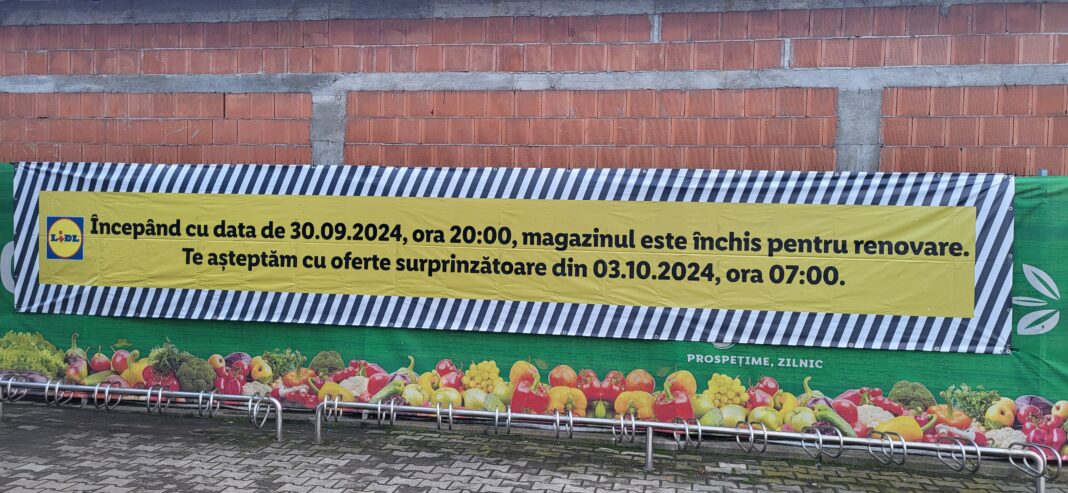 LIDL
Începând cu data de 30.09.2024, ora 20:00, magazinul este închis pentru renovare.
Te așteptăm cu oferte surprinzătoare din 03.10.2024, ora 07:00.
PROSPEȚIME, ZILNIC